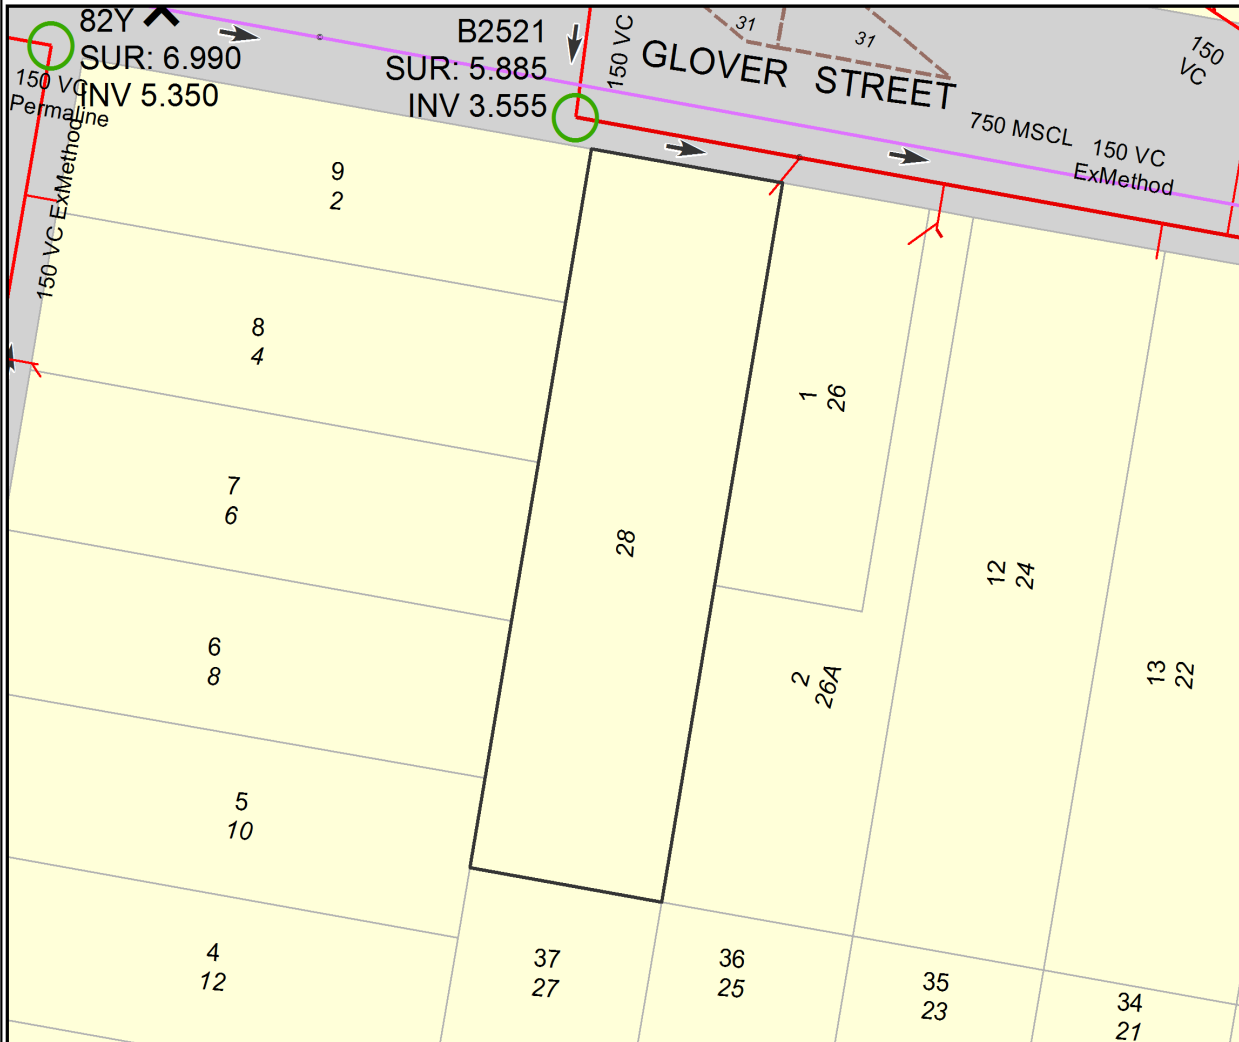 82Y
SUR: 6.990
INV 5.350
B2521
SUR: 5.885
INV 3.555
150 VC
31
31
GLOVER STREET
150
VC
150 VC
Permaline
150 VC ExMethod
750 MSCL
150 VC
ExMethod
9
2
8
4
1
26
7
6
28
12
24
6
8
2
26A
13
22
5
10
4
12
37
27
36
25
35
23
34
21